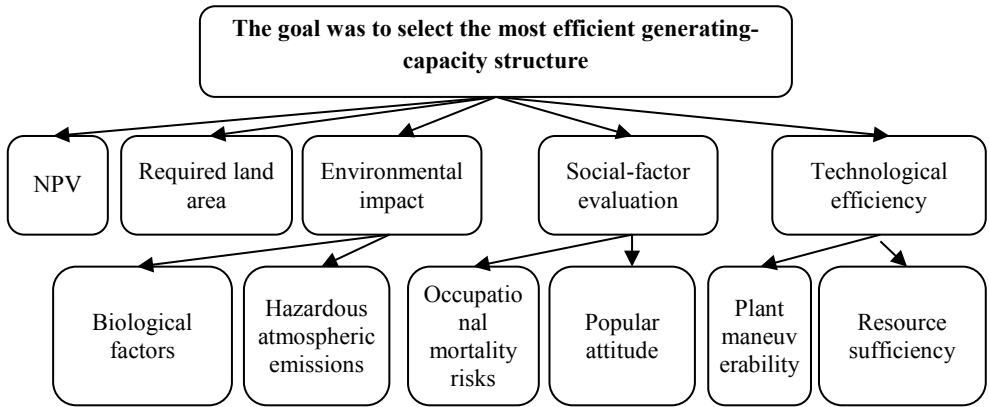 The goal was to select the most efficient generating-
capacity structure
NPV
Required land
area
Environmental
impact
Social-factor
evaluation
Technological
efficiency
Biological
factors
Hazardous
atmospheric
emissions
Occupatio
nal
mortality
risks
Popular
attitude
Plant
maneuv
erability
Resource
sufficiency